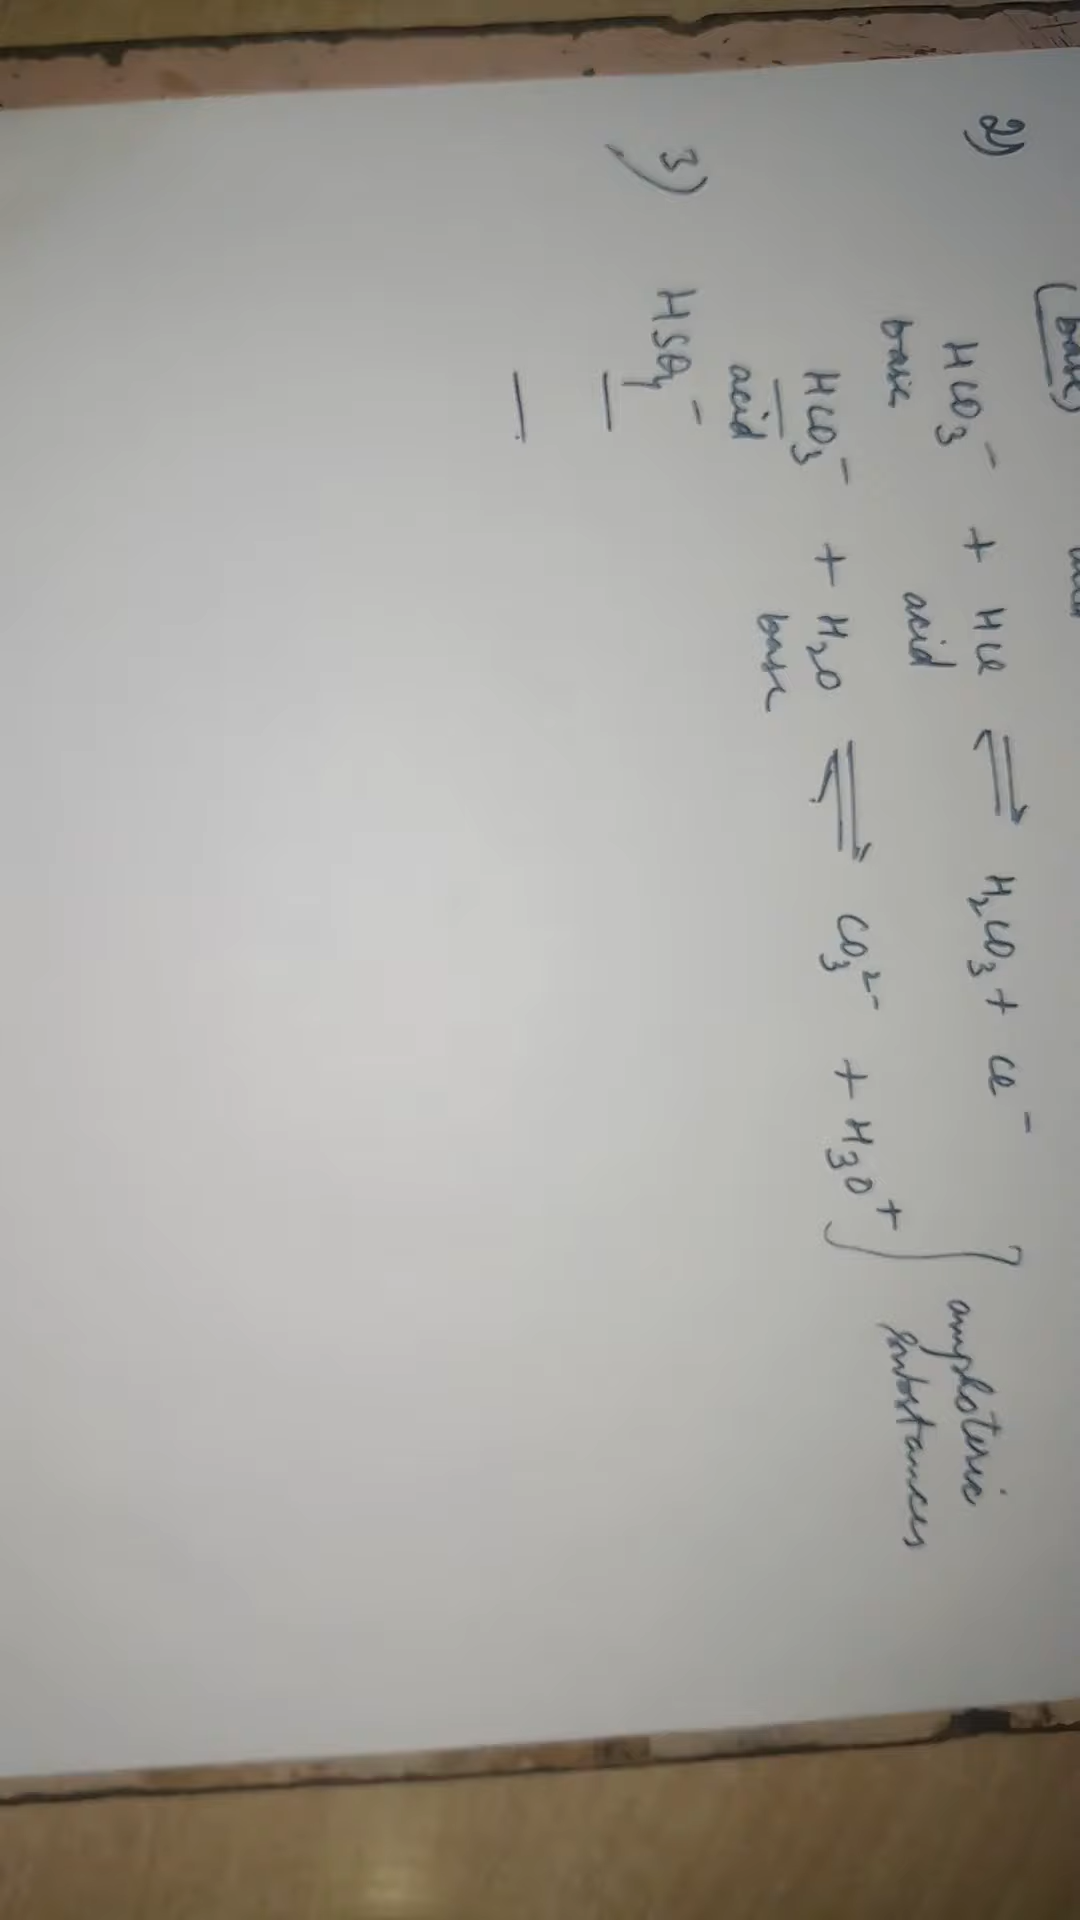 (base)
2) HCO₃⁻ + HCl ⇌ H₂CO₃ + Cl⁻
base acid
HCO₃⁻ + H₂O ⇌ CO₃²⁻ + H₃O⁺
acid base
amphoteric
substances
3) HSO₄⁻